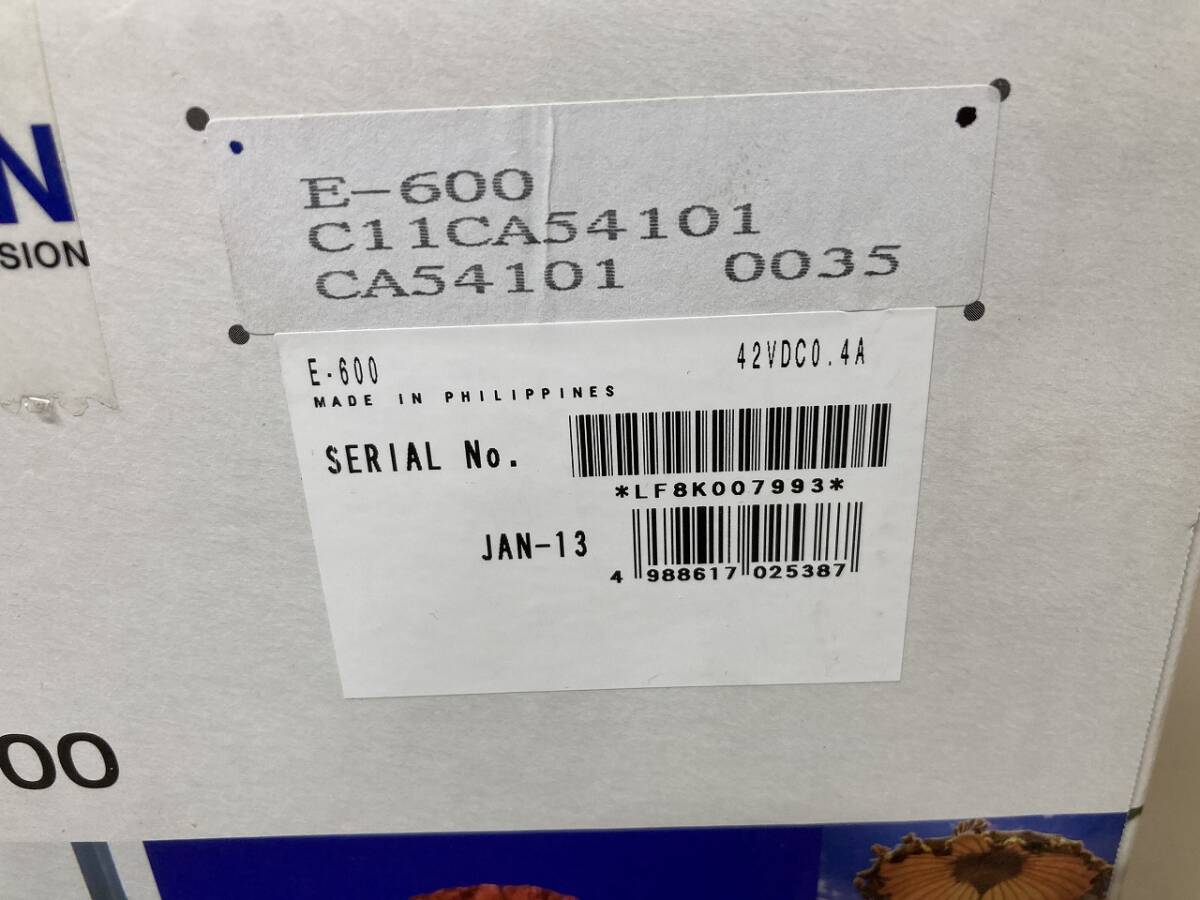 N
SION
E-600
C11CA54101
CA54101 0035
E-600 42VDC0.4A
MADE IN PHILIPPINES
SERIAL No.
*LF8K007993*
JAN-13
4 988617 025387
00